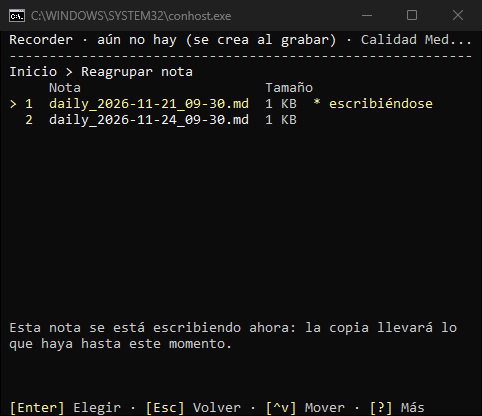 C:\WINDOWS\SYSTEM32\conhost.exe
Recorder · aún no hay (se crea al grabar) · Calidad Med...
----------------------------------------------------------
Inicio > Reagrupar nota
Nota Tamaño
> 1 daily_2026-11-21_09-30.md 1 KB * escribiéndose
2 daily_2026-11-24_09-30.md 1 KB
Esta nota se está escribiendo ahora: la copia llevará lo
que haya hasta este momento.
[Enter] Elegir · [Esc] Volver · [^v] Mover · [?] Más